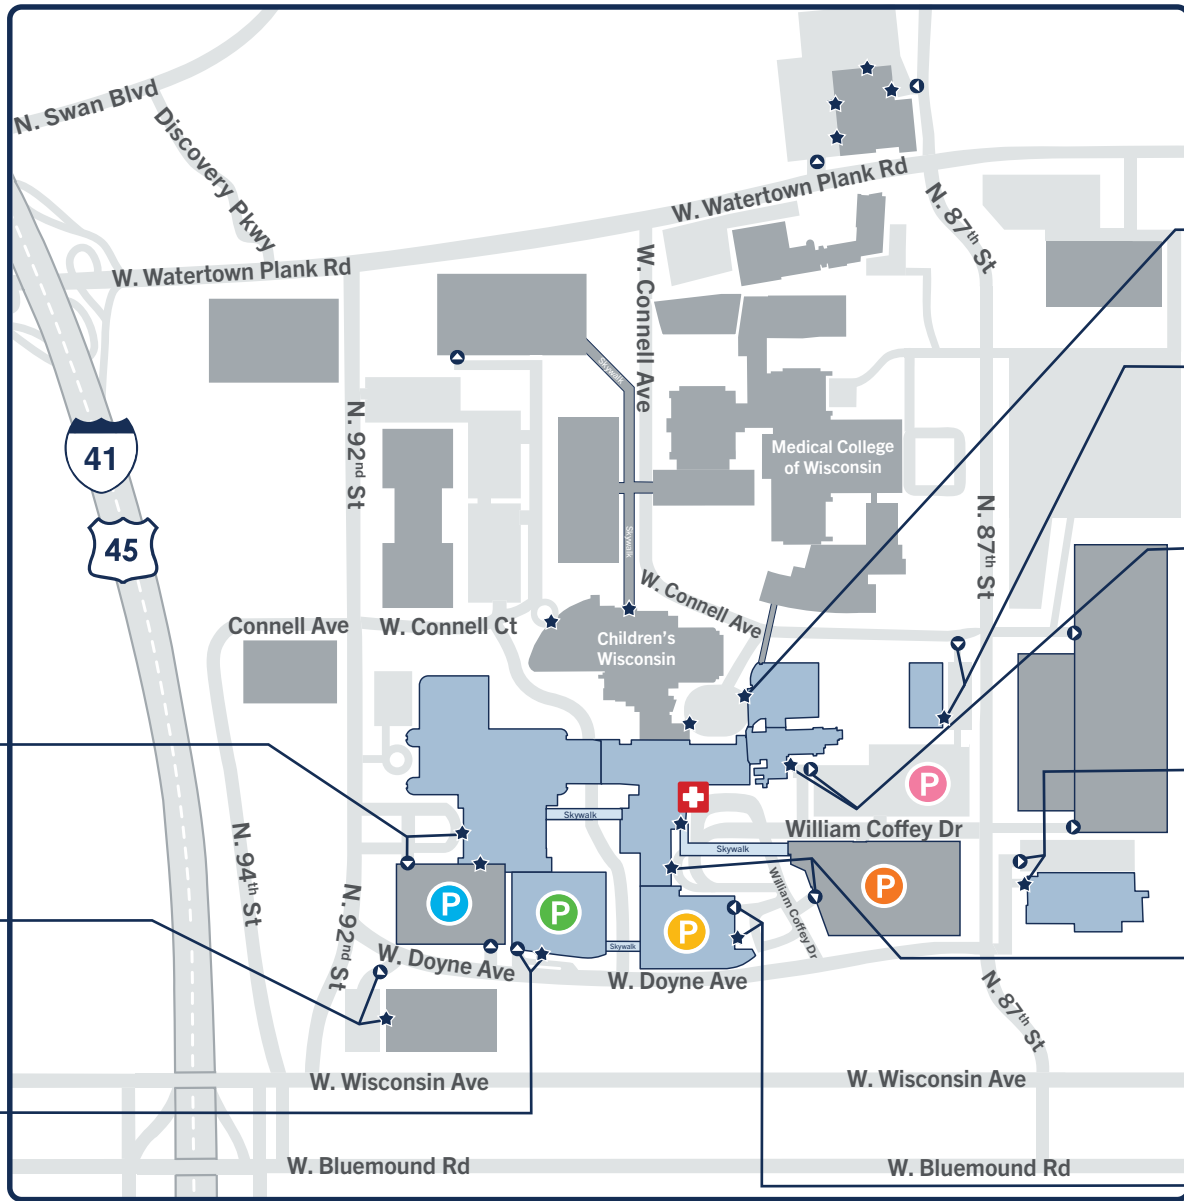 N. Swan Blvd
Discovery Pkwy
W. Watertown Plank Rd
N. 87th St
W. Watertown Plank Rd
W. Connell Ave
Skywalk
N. 92nd St
Medical College
of Wisconsin
41
45
N. 87th St
Skywalk
W. Connell Ave
Connell Ave
W. Connell Ct
Children's
Wisconsin
P
Skywalk
William Coffey Dr
Skywalk
N. 94th St
N. 92nd St
P
P
P
P
William Coffey Dr
Skywalk
W. Doyne Ave
W. Doyne Ave
N. 87th St
W. Wisconsin Ave
W. Wisconsin Ave
W. Bluemound Rd
W. Bluemound Rd